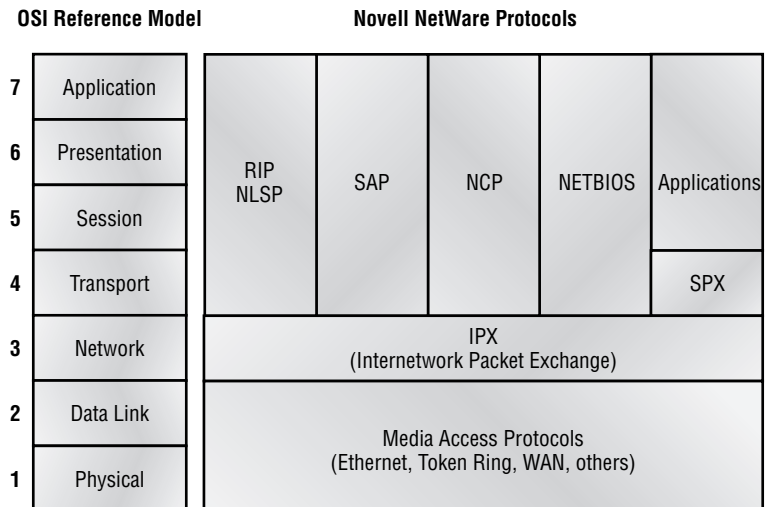 OSI Reference Model
Novell NetWare Protocols
7
Application
6
Presentation
5
Session
4
Transport
3
Network
2
Data Link
1
Physical
RIP
NLSP
SAP
NCP
NETBIOS
Applications
SPX
IPX
(Internetwork Packet Exchange)
Media Access Protocols
(Ethernet, Token Ring, WAN, others)